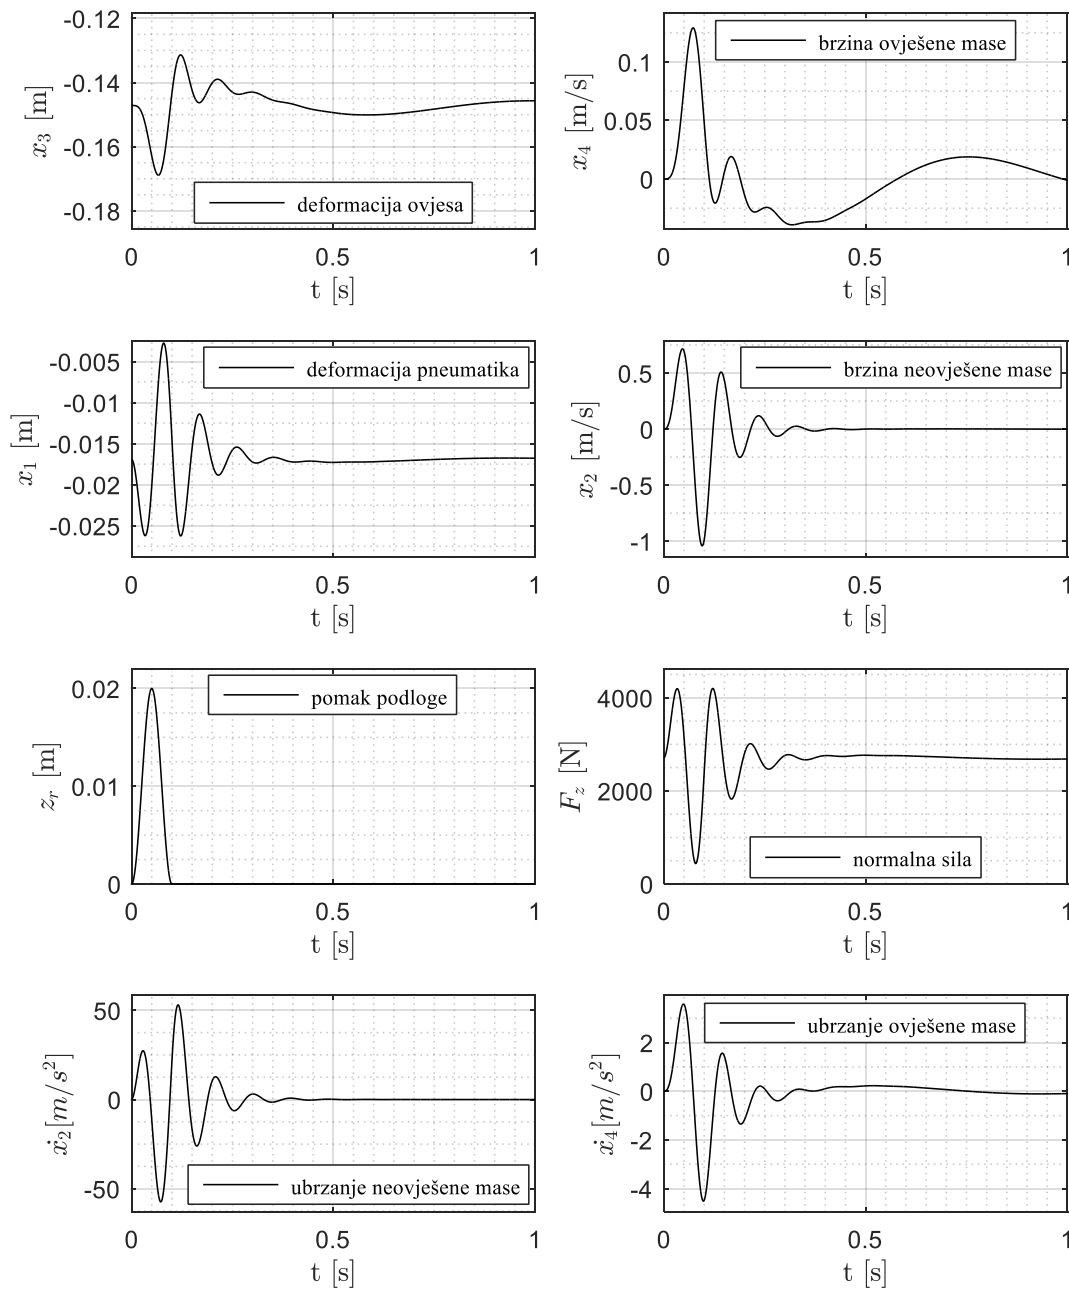 -0.12
-0.14
-0.16
-0.18
x₃ [m]
deformacija ovjesa
0 0.5 1
t [s]
0.1
0.05
0
x₄ [m/s]
brzina ovješene mase
0 0.5 1
t [s]
-0.005
-0.01
-0.015
-0.02
-0.025
x₁ [m]
deformacija pneumatika
0 0.5 1
t [s]
0.5
0
-0.5
-1
x₂ [m/s]
brzina neovješene mase
0 0.5 1
t [s]
0.02
0.01
0
zᵣ [m]
pomak podloge
0 0.5 1
t [s]
4000
2000
0
F_z [N]
normalna sila
0 0.5 1
t [s]
50
0
-50
ẋ₂[m/s²]
ubrzanje neovješene mase
0 0.5 1
t [s]
2
0
-2
-4
ẋ₄[m/s²]
ubrzanje ovješene mase
0 0.5 1
t [s]